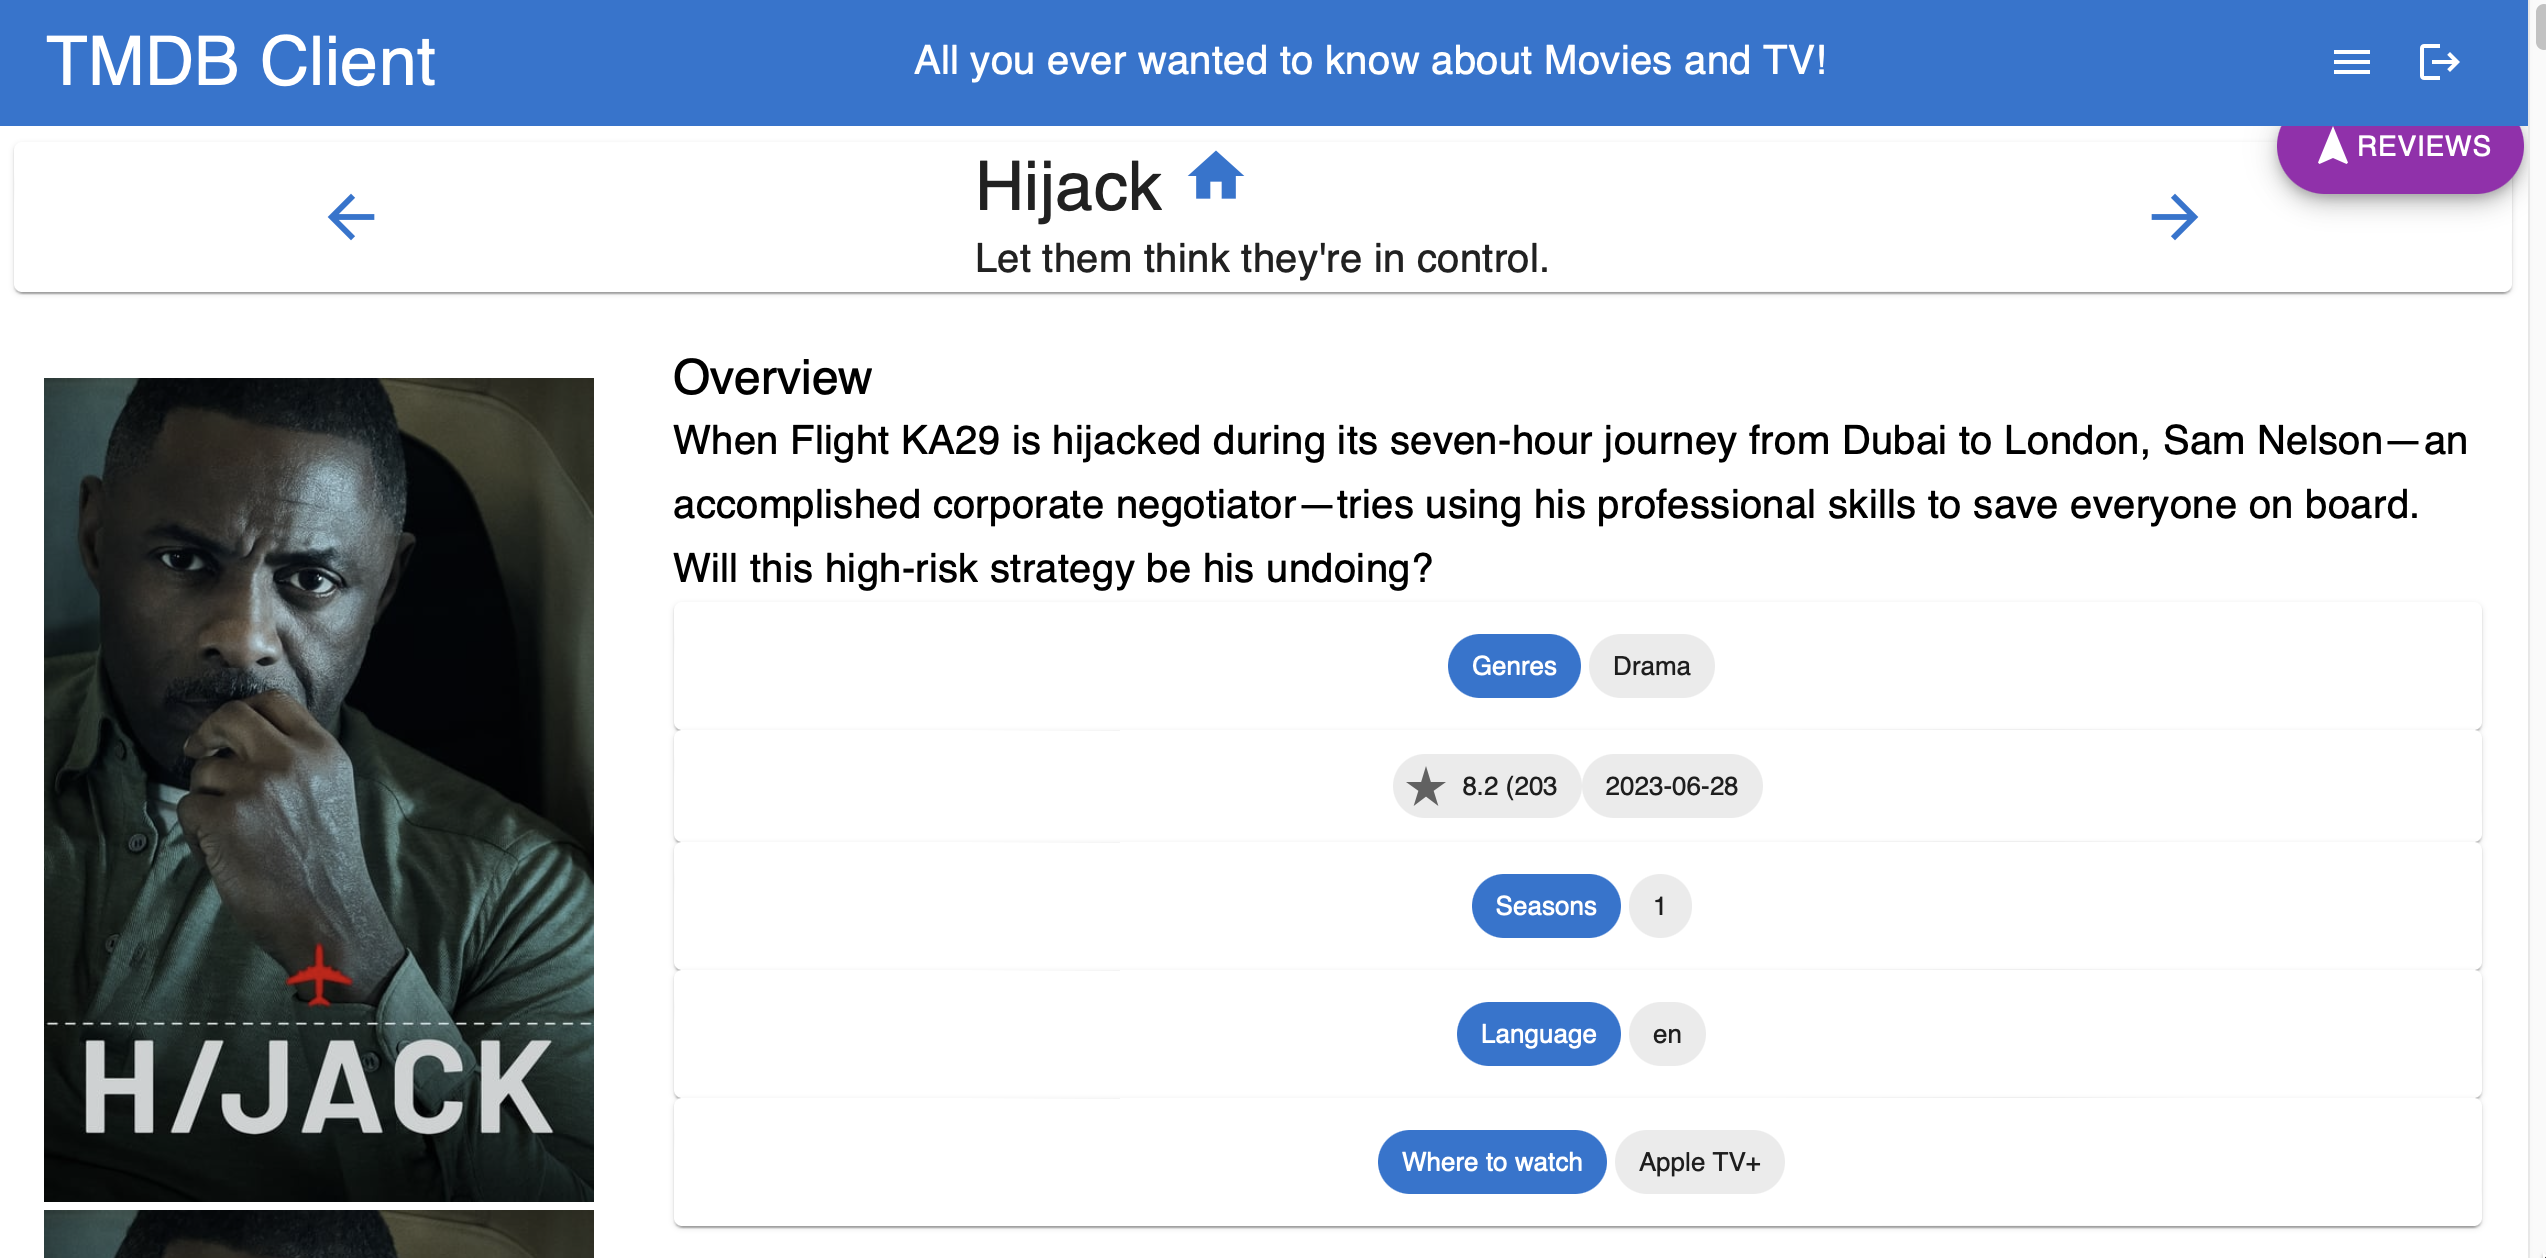 TMDB Client
All you ever wanted to know about Movies and TV!
REVIEWS
Hijack
Let them think they're in control.
Overview
When Flight KA29 is hijacked during its seven-hour journey from Dubai to London, Sam Nelson—an
accomplished corporate negotiator—tries using his professional skills to save everyone on board.
Will this high-risk strategy be his undoing?
Genres Drama
8.2 (203 2023-06-28
Seasons 1
Language en
Where to watch Apple TV+
H/JACK